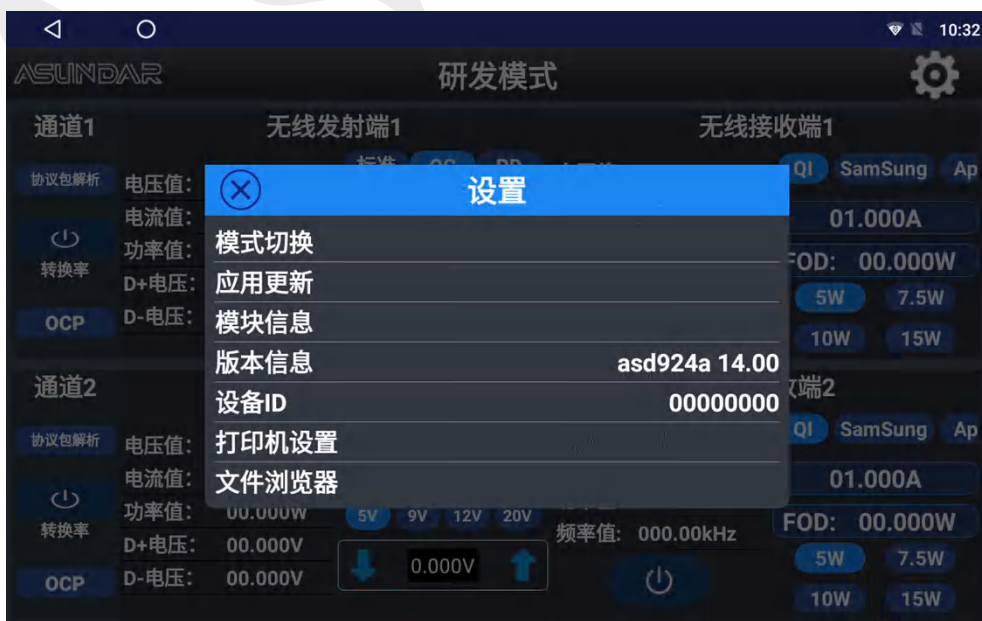 10:32
ASUNDAR
研发模式
通道1
无线发射端1
无线接收端1
协议包解析
电压值:
QI
SamSung
Ap
电流值:
01.000A
功率值:
转换率
FOD: 00.000W
D+电压:
5W
7.5W
OCP
D-电压:
10W
15W
设置
模式切换
应用更新
模块信息
版本信息 asd924a 14.00
设备ID 00000000
打印机设置
文件浏览器
通道2
收端2
协议包解析
电压值:
QI
SamSung
Ap
电流值:
01.000A
功率值: 00.000W
5V
9V
12V
20V
转换率
频率值: 000.00kHz
FOD: 00.000W
D+电压: 00.000V
0.000V
5W
7.5W
OCP
D-电压: 00.000V
10W
15W